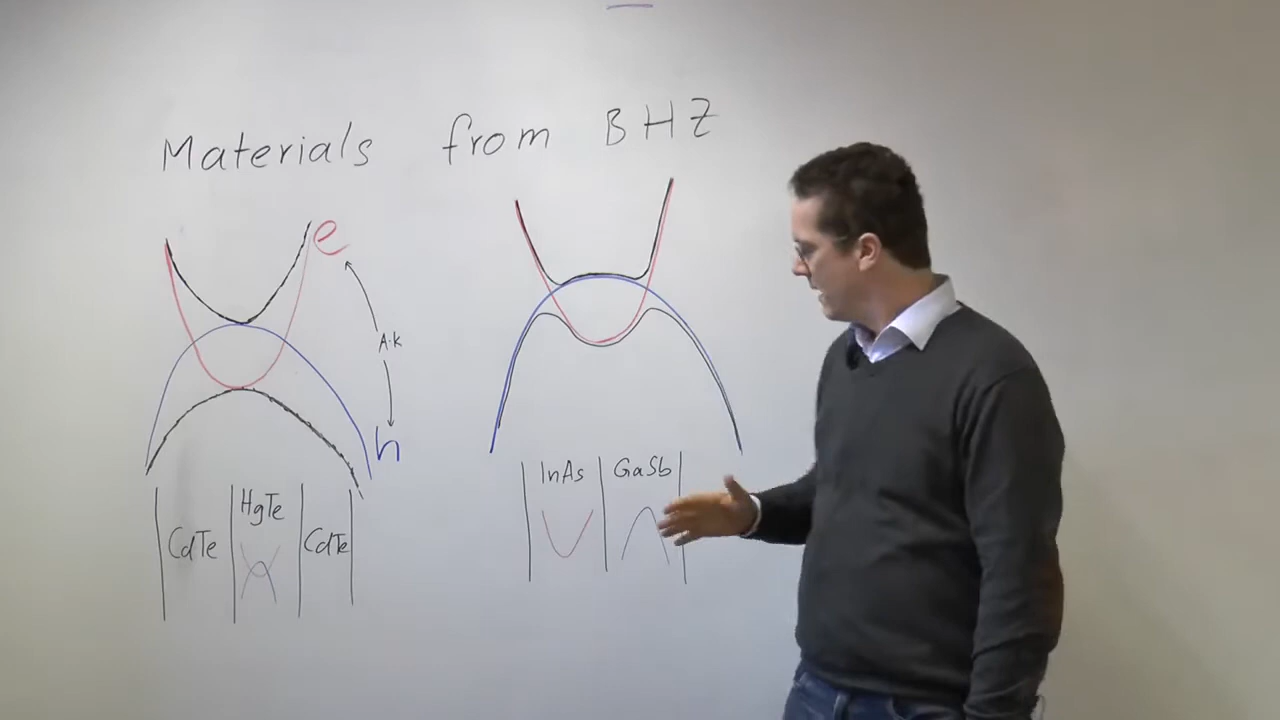 Materials from BHZ
e
A·k
h
InAs GaSb
HgTe
CdTe CdTe